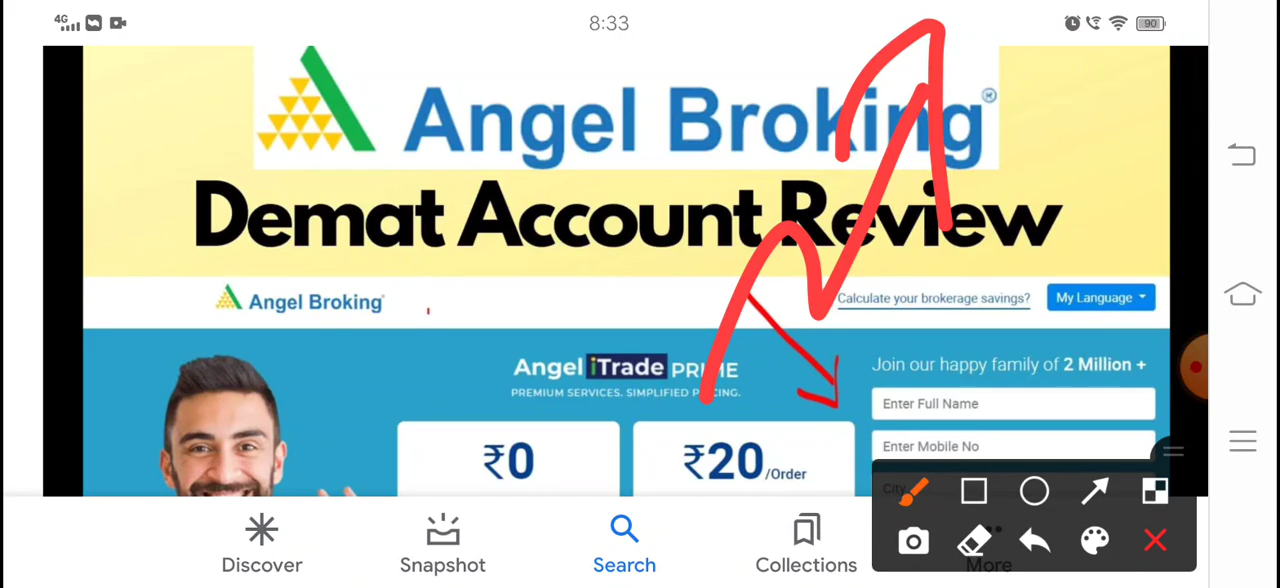 4G 8:33 90
Angel Broking®
Demat Account Review
Angel Broking
Calculate your brokerage savings?
My Language
Angel iTrade PRIME
PREMIUM SERVICES. SIMPLIFIED PRICING.
Join our happy family of 2 Million +
Enter Full Name
Enter Mobile No
City
₹0
₹20/Order
Discover
Snapshot
Search
Collections
More